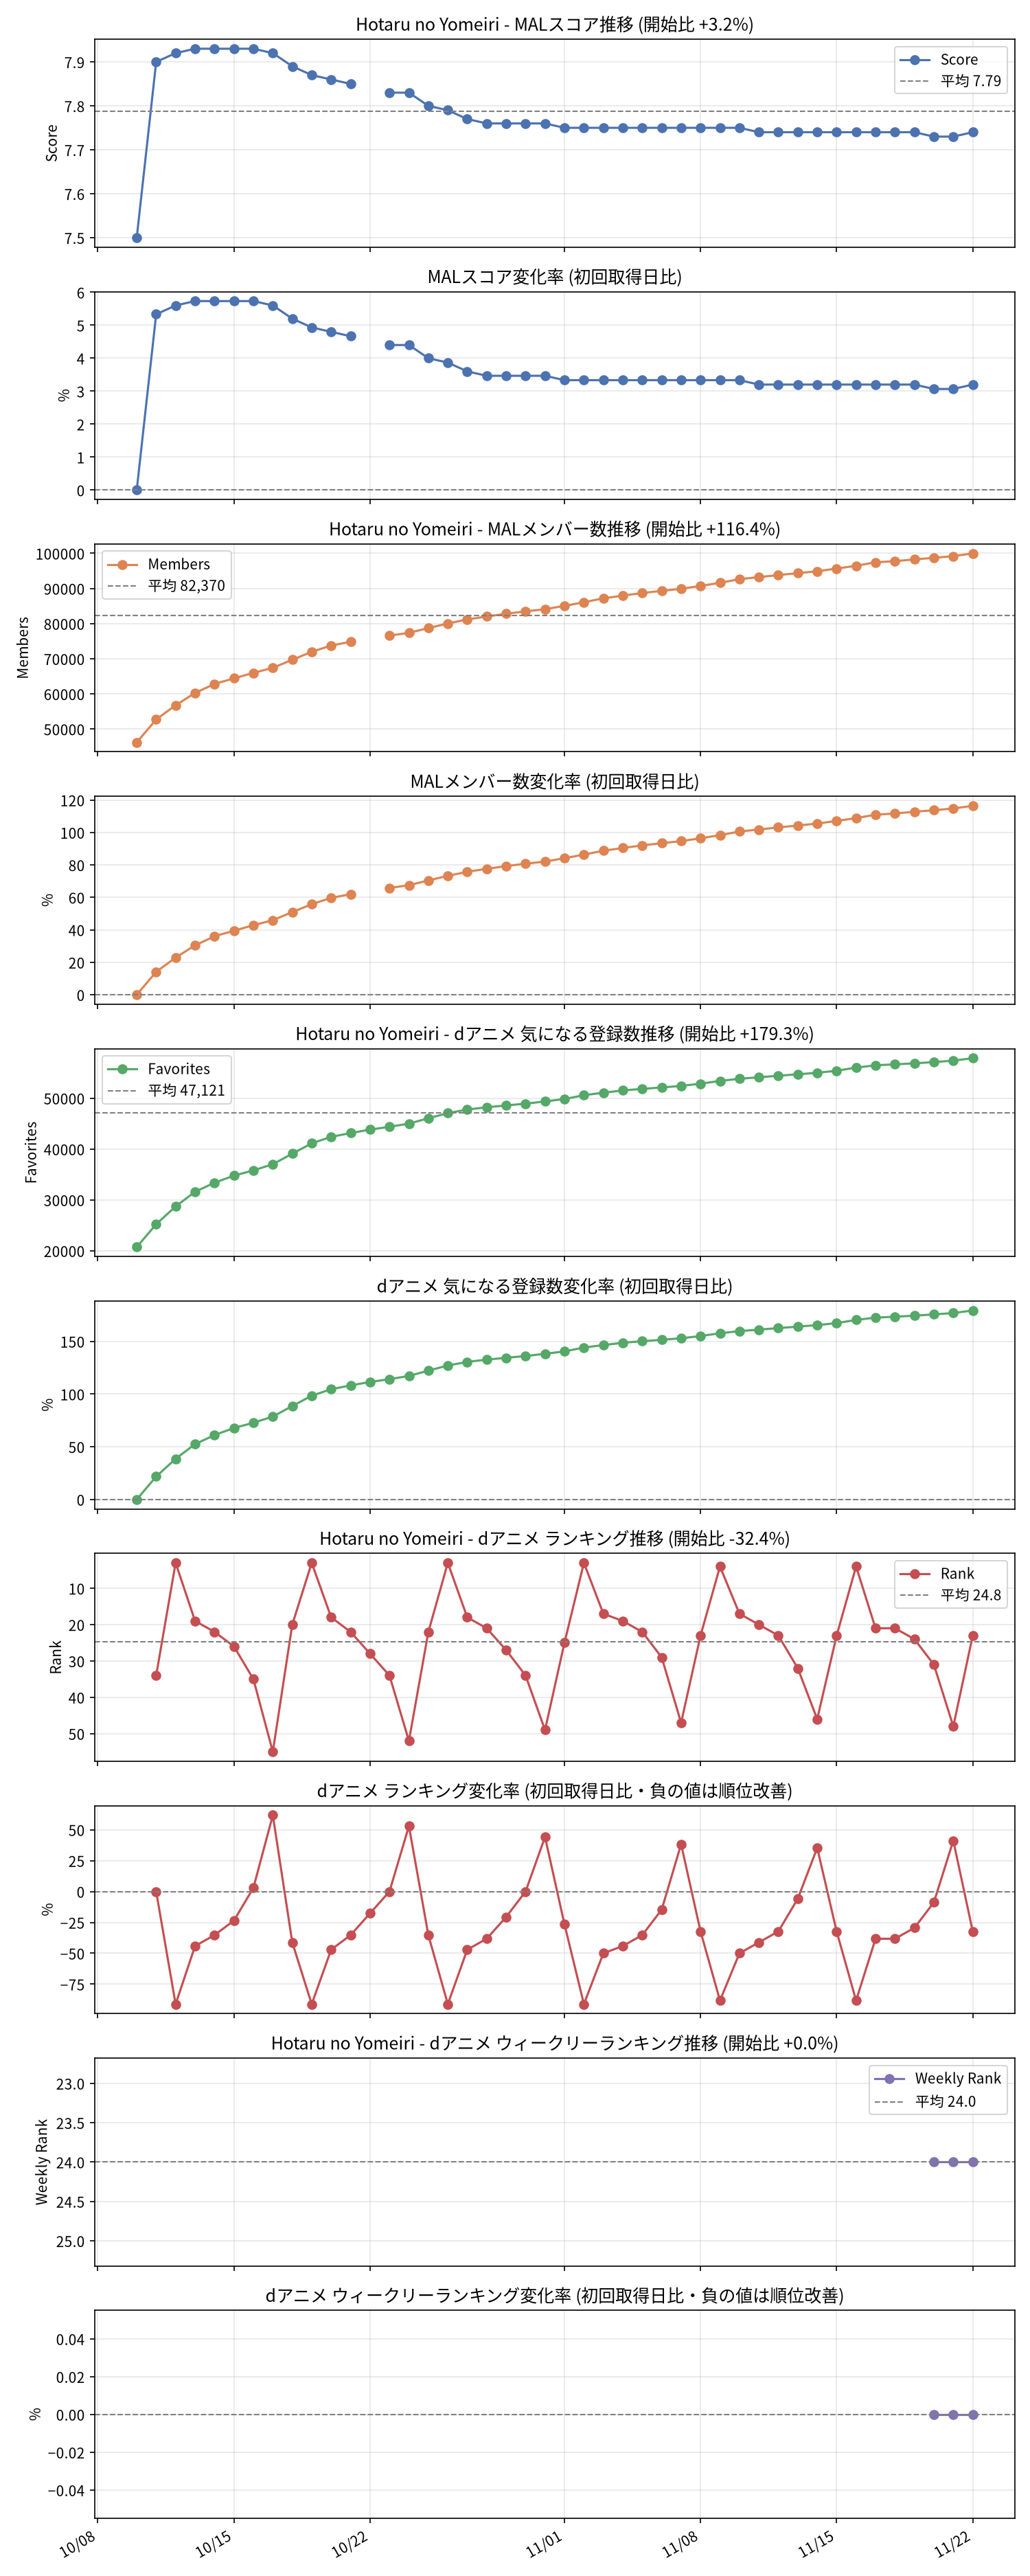 Hotaru no Yomeiri - MALスコア推移 (開始比 +3.2%)
Score
平均 7.79
Score
7.9
7.8
7.7
7.6
7.5
MALスコア変化率 (初回取得日比)
%
6
5
4
3
2
1
0
Hotaru no Yomeiri - MALメンバー数推移 (開始比 +116.4%)
Members
平均 82,370
Members
100000
90000
80000
70000
60000
50000
MALメンバー数変化率 (初回取得日比)
%
120
100
80
60
40
20
0
Hotaru no Yomeiri - dアニメ 気になる登録数推移 (開始比 +179.3%)
Favorites
平均 47,121
Favorites
50000
40000
30000
20000
dアニメ 気になる登録数変化率 (初回取得日比)
%
150
100
50
0
Hotaru no Yomeiri - dアニメ ランキング推移 (開始比 -32.4%)
Rank
平均 24.8
Rank
10
20
30
40
50
dアニメ ランキング変化率 (初回取得日比・負の値は順位改善)
%
50
25
0
−25
−50
−75
Hotaru no Yomeiri - dアニメ ウィークリーランキング推移 (開始比 +0.0%)
Weekly Rank
平均 24.0
Weekly Rank
23.0
23.5
24.0
24.5
25.0
dアニメ ウィークリーランキング変化率 (初回取得日比・負の値は順位改善)
%
0.04
0.02
0.00
−0.02
−0.04
10/08
10/15
10/22
11/01
11/08
11/15
11/22